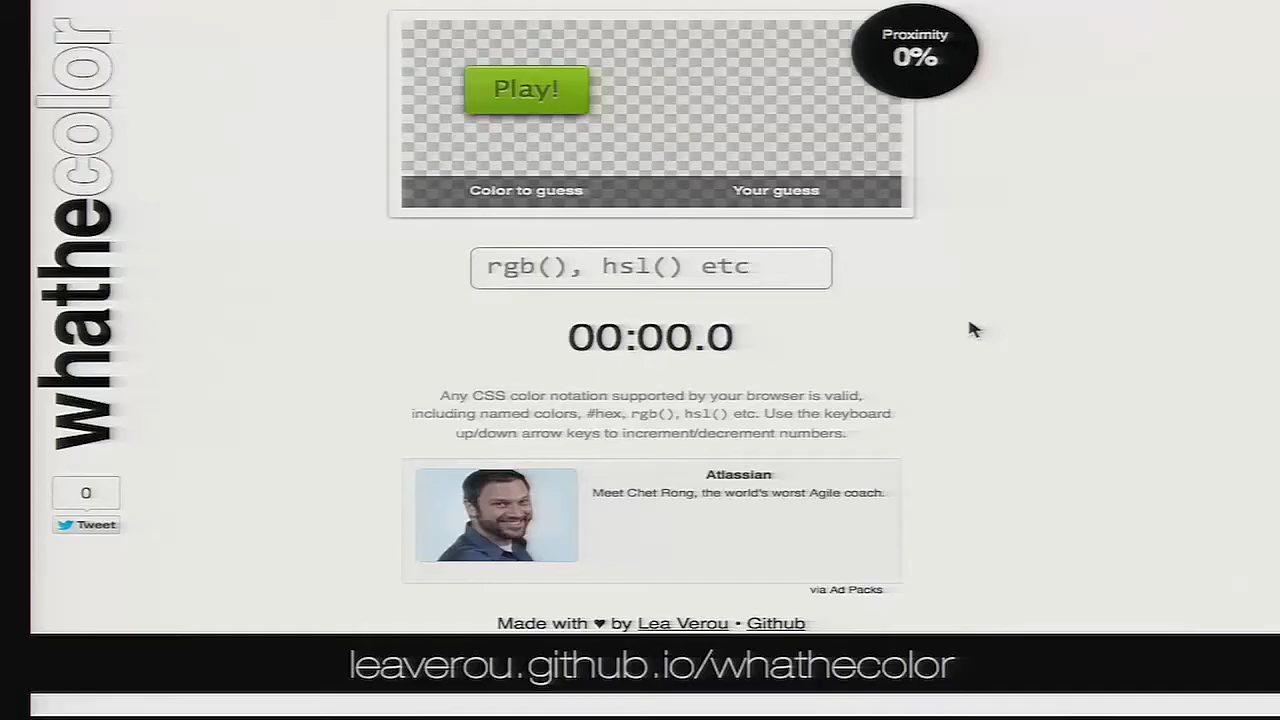 whathecolor
Play!
Proximity
0%
Color to guess
Your guess
rgb(), hsl() etc
00:00.0
Any CSS color notation supported by your browser is valid,
including named colors, #hex, rgb(), hsl() etc. Use the keyboard
up/down arrow keys to increment/decrement numbers.
0
Tweet
Atlassian
Meet Chet Rong, the world's worst Agile coach.
via Ad Packs
Made with ♥ by Lea Verou • Github
leaverou.github.io/whathecolor